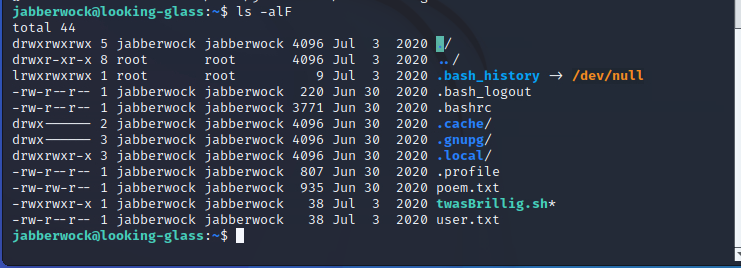 jabberwock@looking-glass:~$ ls -alF
total 44
drwxrwxrwx 5 jabberwock jabberwock 4096 Jul  3  2020 ./
drwxr-xr-x 8 root       root       4096 Jul  3  2020 ../
lrwxrwxrwx 1 root       root          9 Jul  3  2020 .bash_history -> /dev/null
-rw-r--r-- 1 jabberwock jabberwock  220 Jun 30  2020 .bash_logout
-rw-r--r-- 1 jabberwock jabberwock 3771 Jun 30  2020 .bashrc
drwx------ 2 jabberwock jabberwock 4096 Jun 30  2020 .cache/
drwx------ 3 jabberwock jabberwock 4096 Jun 30  2020 .gnupg/
drwxrwxr-x 3 jabberwock jabberwock 4096 Jun 30  2020 .local/
-rw-r--r-- 1 jabberwock jabberwock  807 Jun 30  2020 .profile
-rw-rw-r-- 1 jabberwock jabberwock  935 Jun 30  2020 poem.txt
-rwxrwxr-x 1 jabberwock jabberwock   38 Jul  3  2020 twasBrillig.sh*
-rw-r--r-- 1 jabberwock jabberwock   38 Jul  3  2020 user.txt
jabberwock@looking-glass:~$